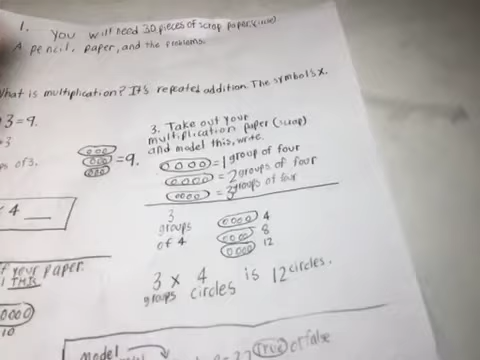 1. You will need 30 pieces of scrap paper.
A pencil, paper, and the problems.
What is multiplication? It's repeated addition. The symbol is x.
3 = 9.
+3
of 3.
= 9.
4
3. Take out your
multiplication paper (scrap)
and model this, write.
= 1 group of four
= 2 groups of four
= 3 groups of four
3
groups
of 4
4
8
12
3 x 4 is 12 circles.
groups circles
If your paper.
THIS
10
Model
True or false